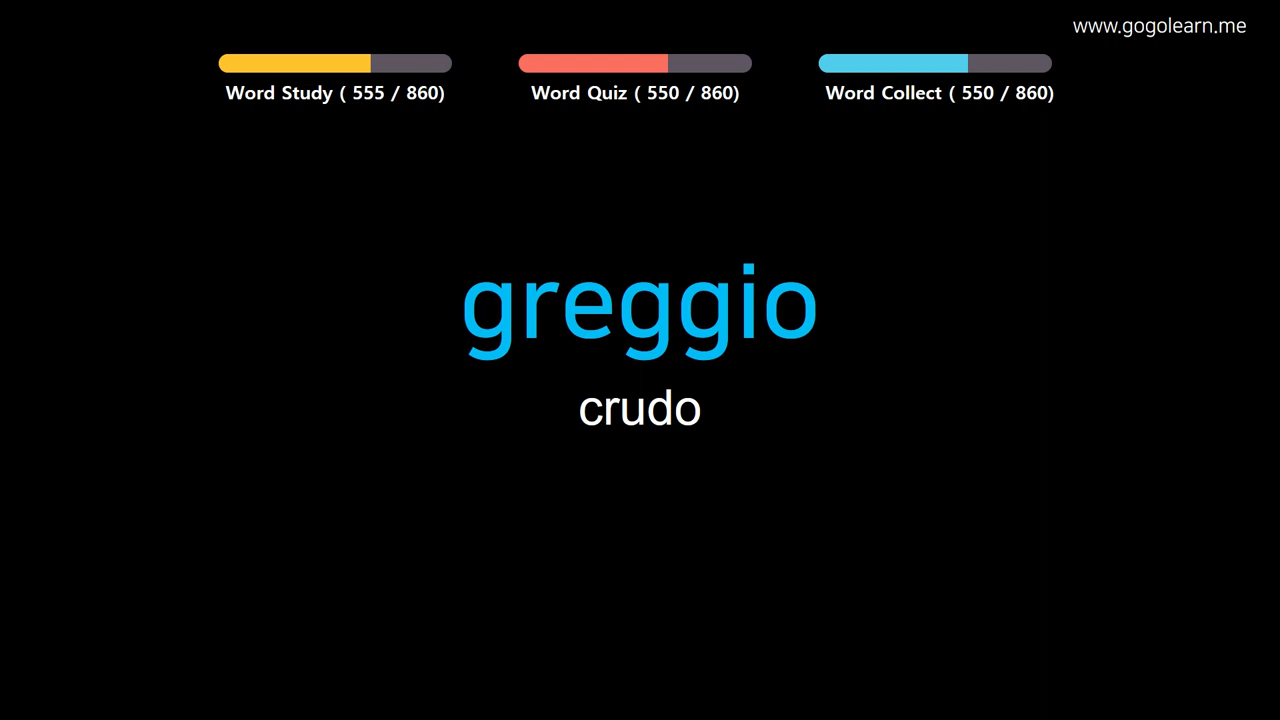 www.gogolearn.me
Word Study ( 555 / 860)
Word Quiz ( 550 / 860)
Word Collect ( 550 / 860)
greggio
crudo